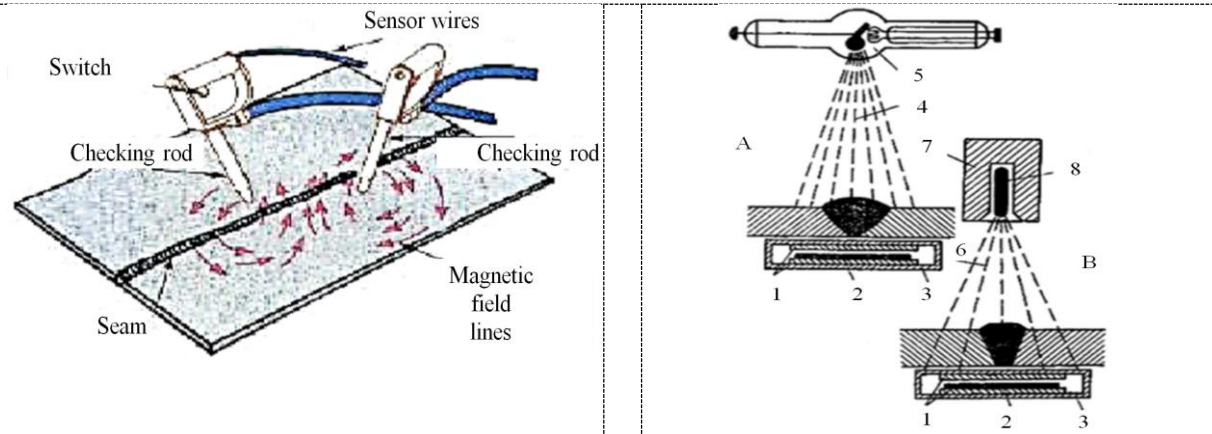 Sensor wires
Switch
Checking rod
Checking rod
Magnetic
field
lines
Seam
5
4
A
7
8
6
B
1
2
3
1
2
3